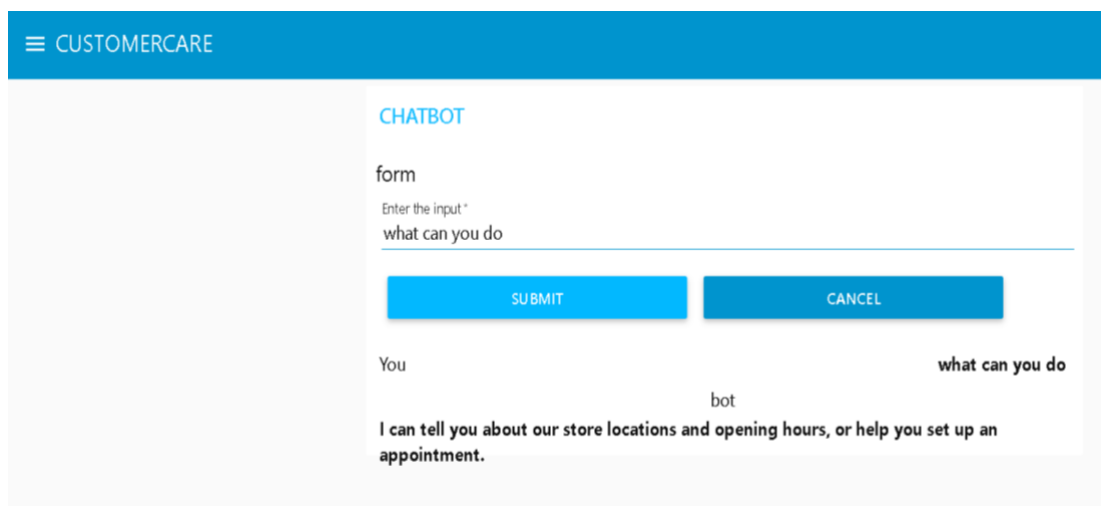 CUSTOMERCARE
CHATBOT
form
Enter the input *
what can you do
SUBMIT CANCEL
You what can you do
bot
I can tell you about our store locations and opening hours, or help you set up an
appointment.